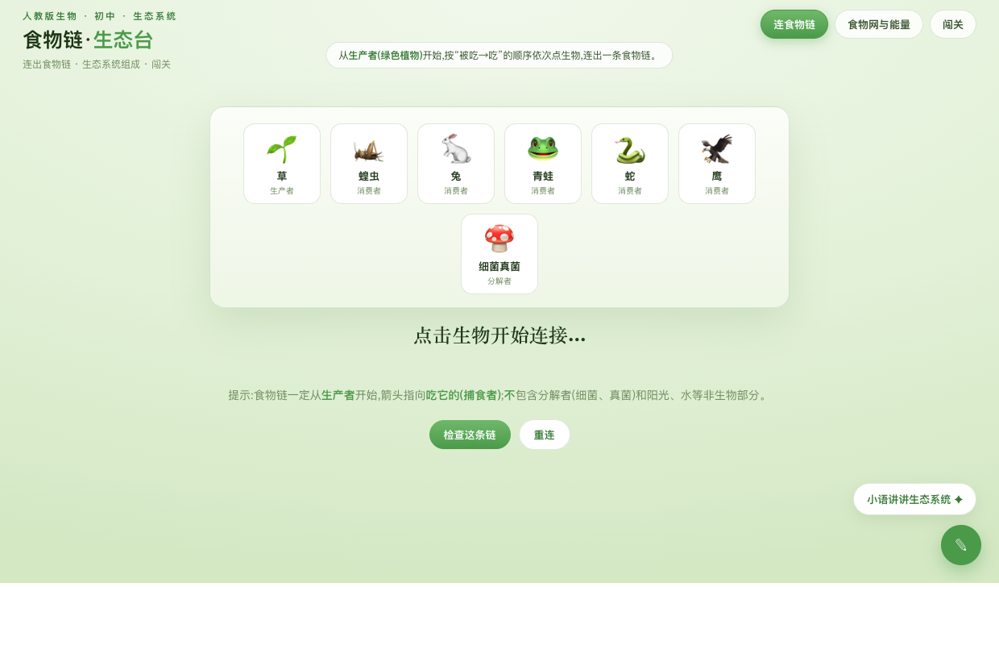 人教版生物 · 初中 · 生态系统
食物链·生态台
连出食物链 · 生态系统组成 · 闯关
连食物链
食物网与能量
闯关
从生产者(绿色植物)开始,按“被吃→吃”的顺序依次点生物,连出一条食物链。
草
生产者
蝗虫
消费者
兔
消费者
青蛙
消费者
蛇
消费者
鹰
消费者
细菌真菌
分解者
点击生物开始连接…
提示:食物链一定从生产者开始,箭头指向吃它的(捕食者);不包含分解者(细菌、真菌)和阳光、水等非生物部分。
检查这条链
重连
小语讲讲生态系统 ✦